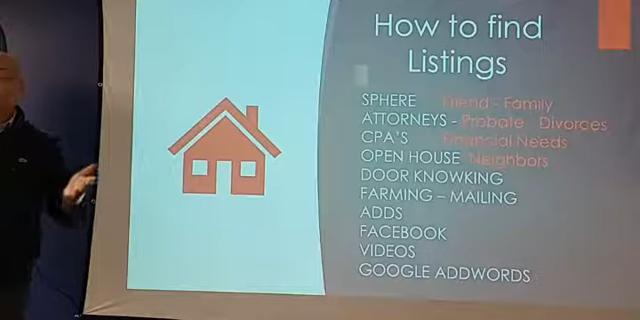 How to find
Listings
SPHERE Friend - Family
ATTORNEYS - Probate Divorces
CPA'S Financial Needs
OPEN HOUSE Neighbors
DOOR KNOWKING
FARMING – MAILING
ADDS
FACEBOOK
VIDEOS
GOOGLE ADDWORDS